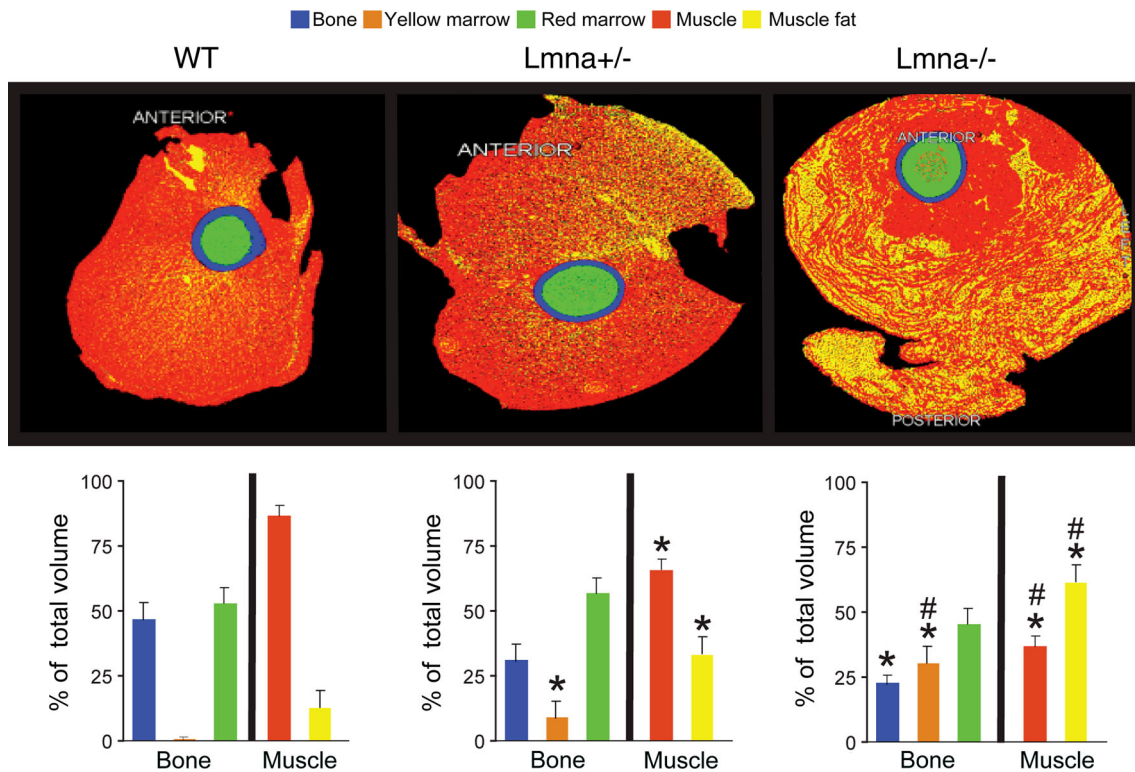 Bone Yellow marrow Red marrow Muscle Muscle fat
WT Lmna+/- Lmna-/-
ANTERIOR*
ANTERIOR
ANTERIOR
POSTERIOR
100
75
50
25
0
% of total volume
Bone Muscle
100
75
50
25
0
% of total volume
* * *
Bone Muscle
100
75
50
25
0
% of total volume
# # #
* * * *
Bone Muscle